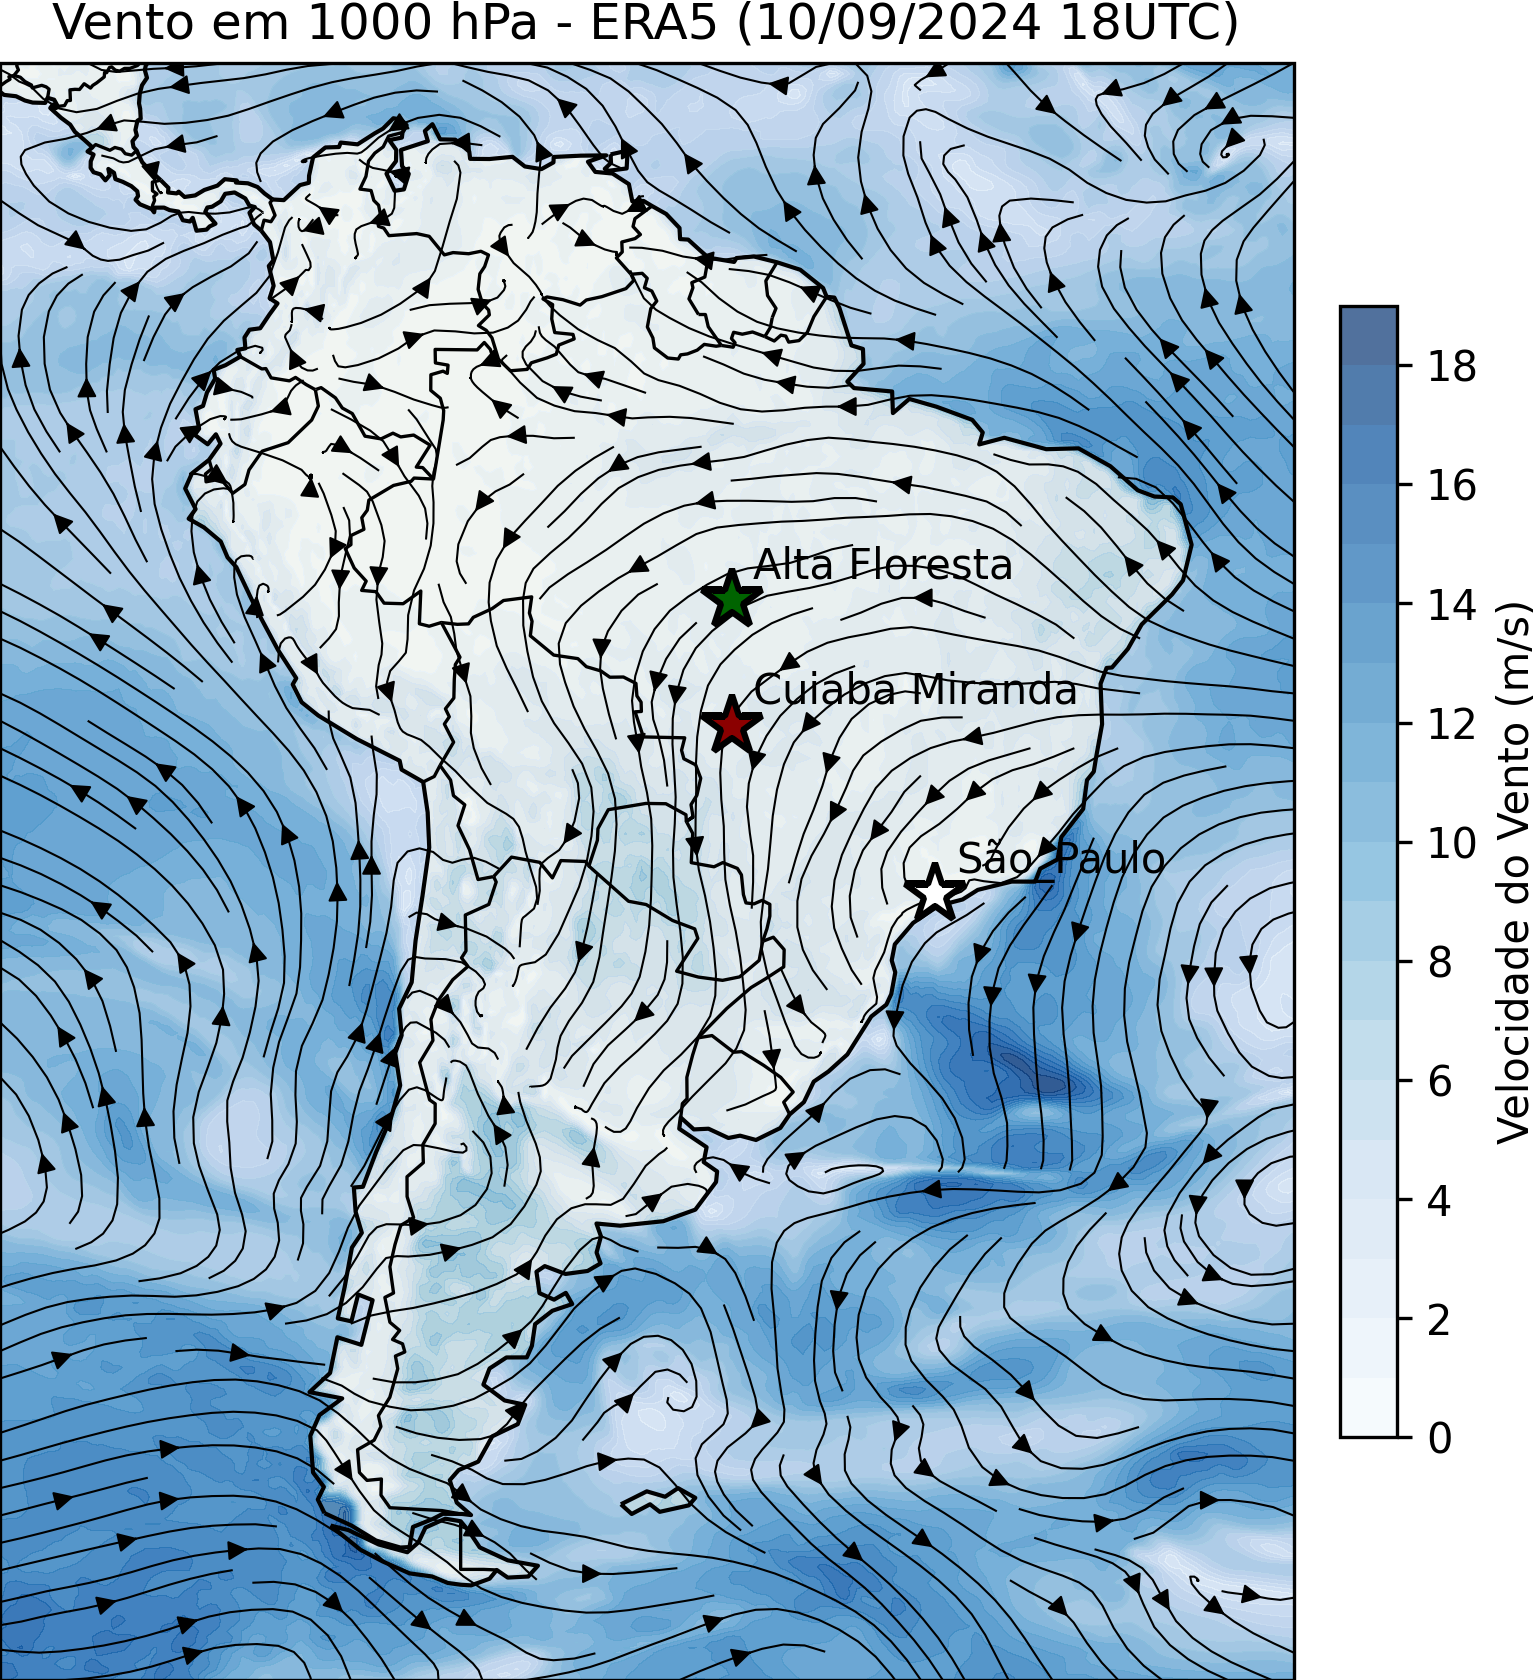 Vento em 1000 hPa - ERA5 (10/09/2024 18UTC)
Alta Floresta
Cuiaba Miranda
São Paulo
18
16
14
12
10
8
6
4
2
0
Velocidade do Vento (m/s)